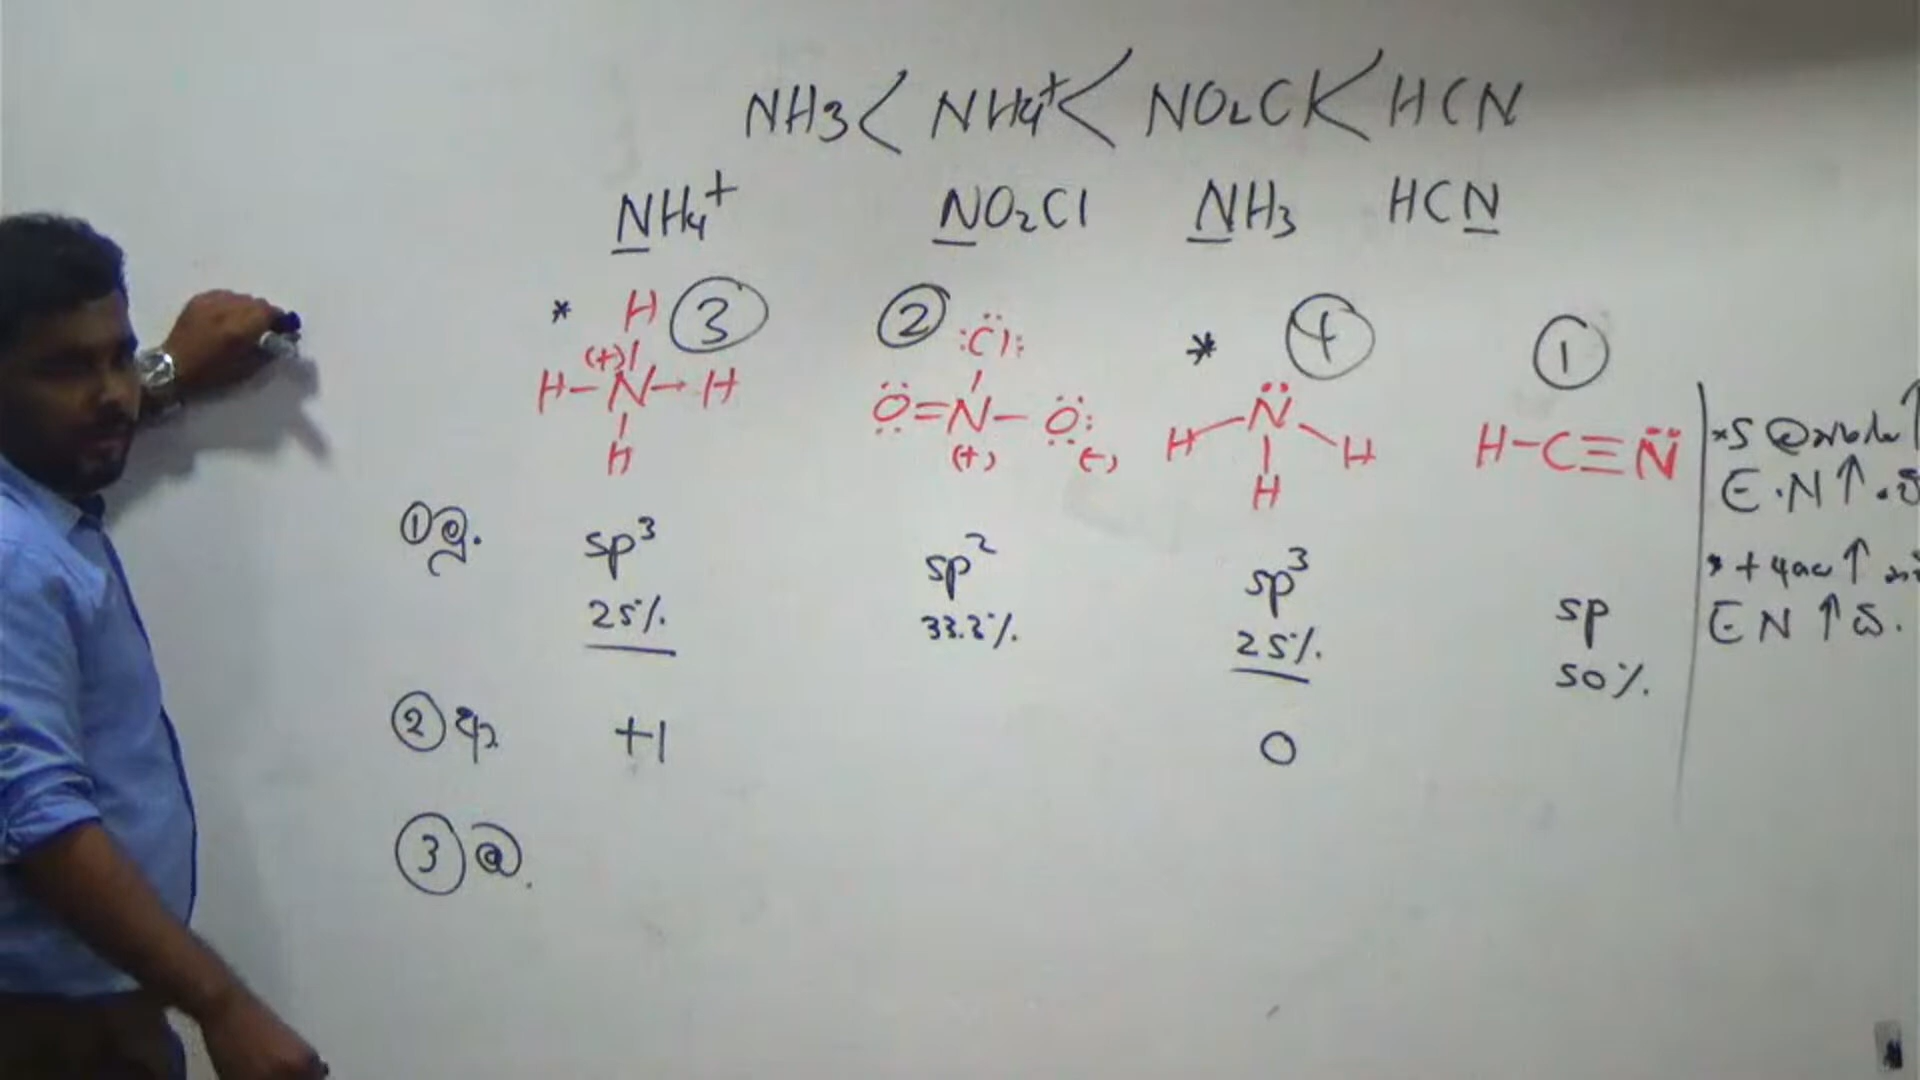 NH3 < NH4+ < NO2Cl < HCN
NH4+ NO2Cl NH3 HCN
* H ③ ② :Cl: * ④ ①
(+)
H–N→H O=N–O: N H–C≡N
H (+) (-) H H
H
*S ↑
E.N↑.
*+ ↑
EN↑ වි.
① මු. sp3 sp2 sp3 sp
25% 33.3% 25% 50%
② ආ +1 0
③ ඔ.